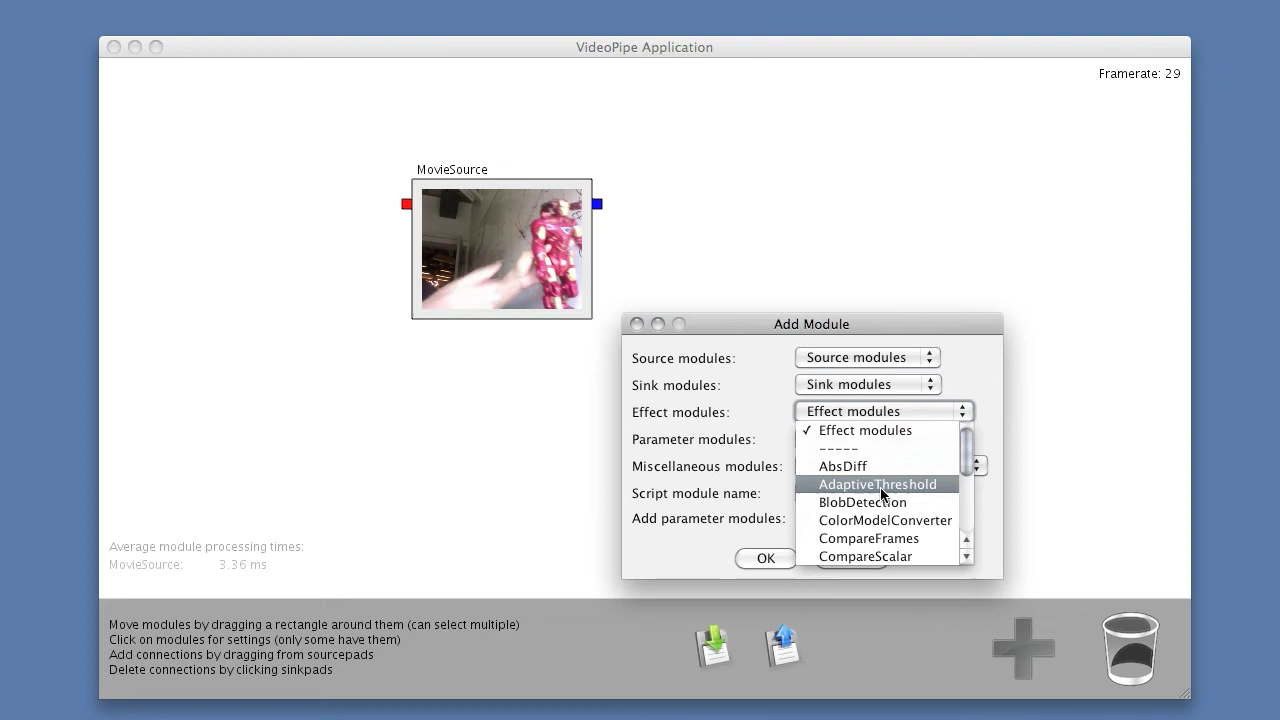 VideoPipe Application
Framerate: 29
MovieSource
Add Module
Source modules: Source modules
Sink modules: Sink modules
Effect modules: Effect modules
✓ Effect modules
Parameter modules:
-----
AbsDiff
Miscellaneous modules:
AdaptiveThreshold
Script module name:
BlobDetection
Add parameter modules:
ColorModelConverter
CompareFrames
OK
CompareScalar
Average module processing times:
MovieSource: 3.36 ms
Move modules by dragging a rectangle around them (can select multiple)
Click on modules for settings (only some have them)
Add connections by dragging from sourcepads
Delete connections by clicking sinkpads